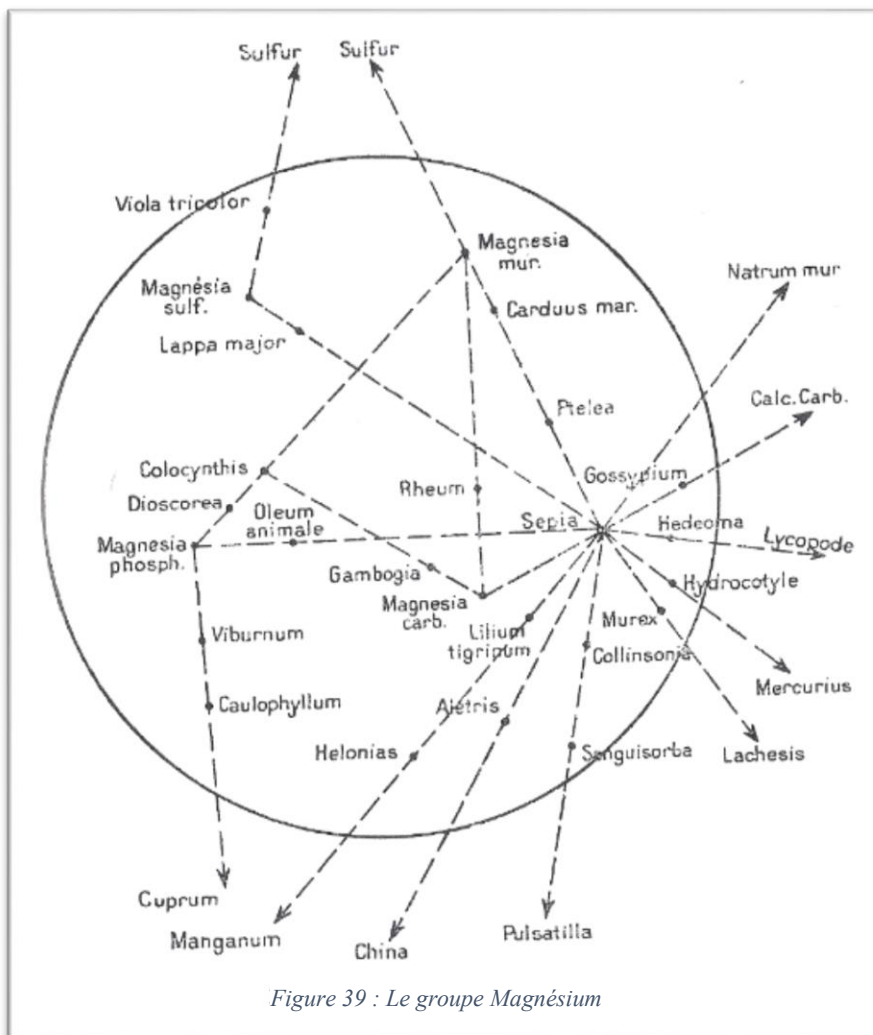 Sulfur
Sulfur
Viola tricolor
Magnesia
mur.
Natrum mur
Magnésia
sulf.
Carduus mar.
Lappa major
Calc. Carb.
Ptelea
Colocynthis
Gossypium
Rheum
Dioscorea
Oleum
animale
Sepia
Hedeoma
Lycopode
Magnesia
phosph.
Gambogia
Hydrocotyle
Magnesia
carb.
Murex
Lilium
tigripum
Viburnum
Collinsonia
Mercurius
Caulophyllum
Alétris
Helonias
Sanguisorba
Lachesis
Cuprum
Manganum
China
Pulsatilla
Figure 39 : Le groupe Magnésium